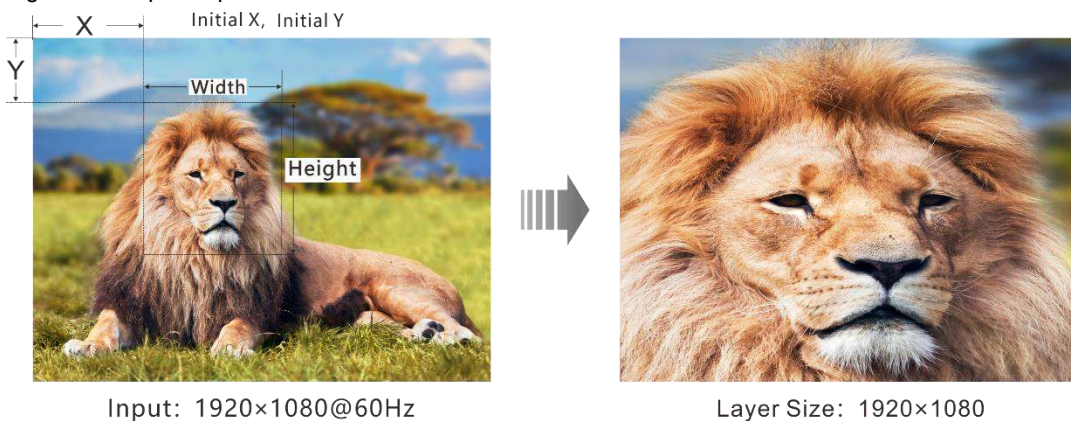 X
Initial X, Initial Y
Y
Width
Height
Input: 1920×1080@60Hz
Layer Size: 1920×1080